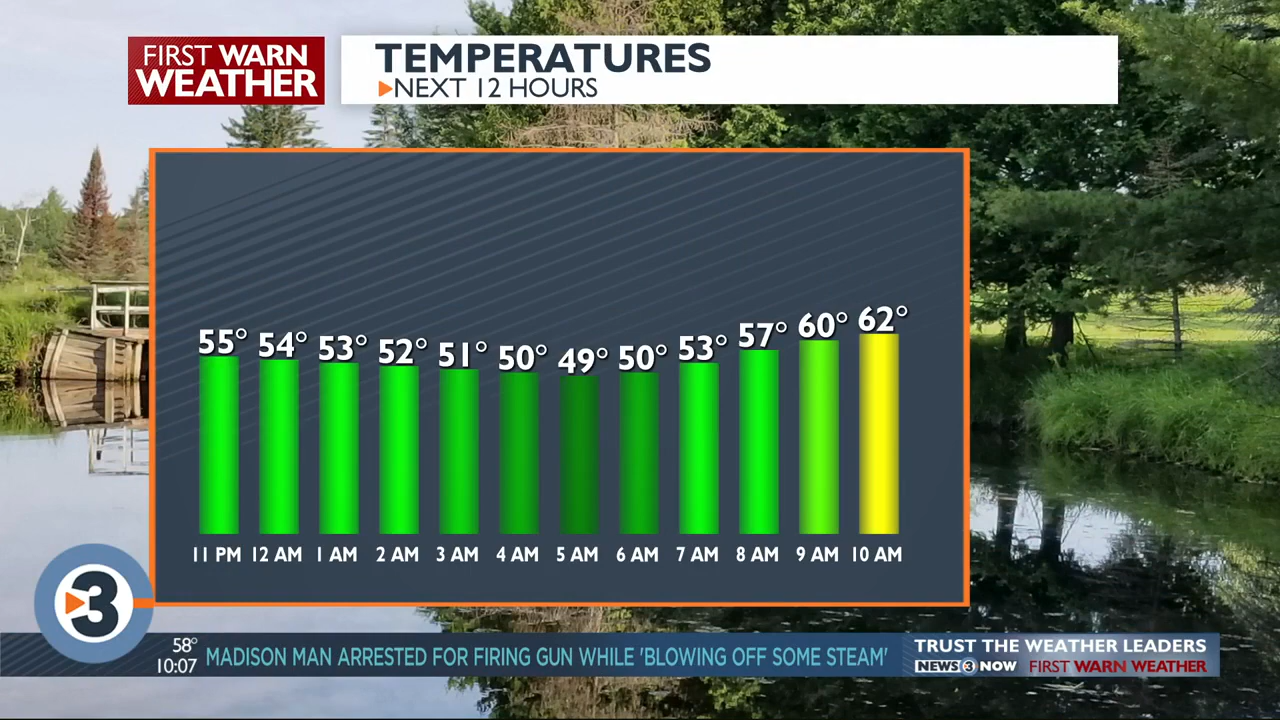 FIRST WARN
WEATHER
TEMPERATURES
NEXT 12 HOURS
55° 54° 53° 52° 51° 50° 49° 50° 53° 57° 60° 62°
11 PM 12 AM 1 AM 2 AM 3 AM 4 AM 5 AM 6 AM 7 AM 8 AM 9 AM 10 AM
3
58°
10:07
MADISON MAN ARRESTED FOR FIRING GUN WHILE 'BLOWING OFF SOME STEAM'
TRUST THE WEATHER LEADERS
NEWS 3 NOW FIRST WARN WEATHER